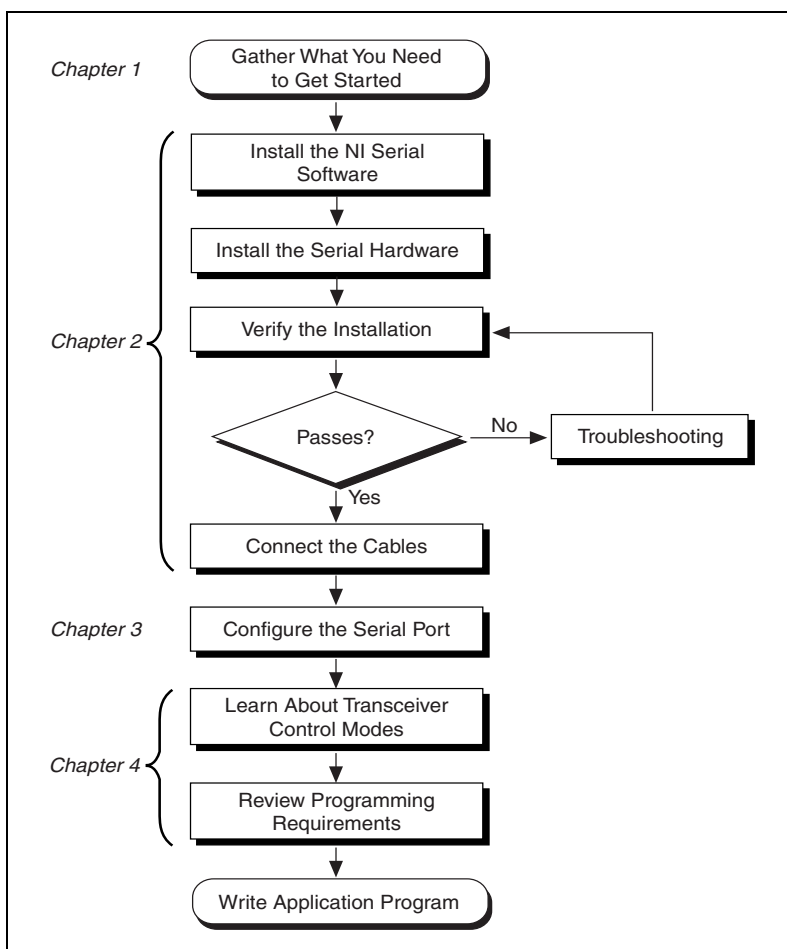 Chapter 1
Gather What You Need
to Get Started
Install the NI Serial
Software
Install the Serial Hardware
Verify the Installation
Chapter 2
Passes?
No
Troubleshooting
Yes
Connect the Cables
Chapter 3
Configure the Serial Port
Learn About Transceiver
Control Modes
Chapter 4
Review Programming
Requirements
Write Application Program